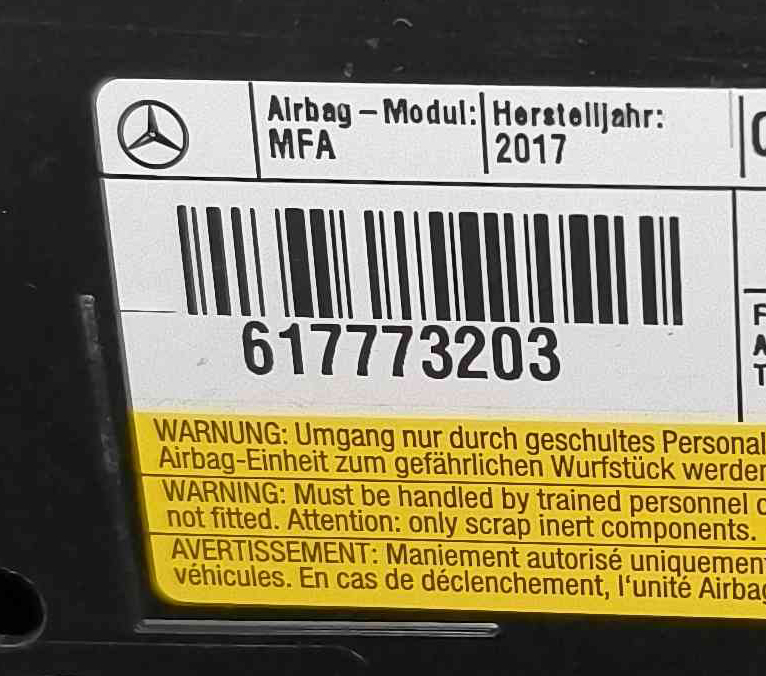 Airbag – Modul: Herstelljahr:
MFA 2017
617773203
WARNUNG: Umgang nur durch geschultes Personal
Airbag-Einheit zum gefährlichen Wurfstück werden
WARNING: Must be handled by trained personnel
not fitted. Attention: only scrap inert components.
AVERTISSEMENT: Maniement autorisé
véhicules. En cas de déclenchement, l'unité